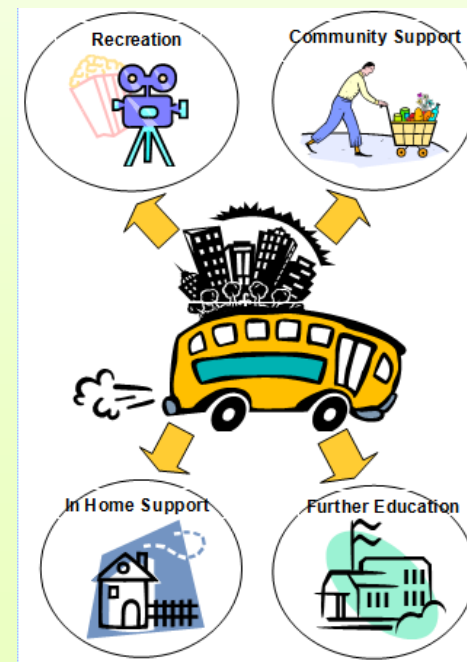 Recreation
Community Support
In Home Support
Further Education